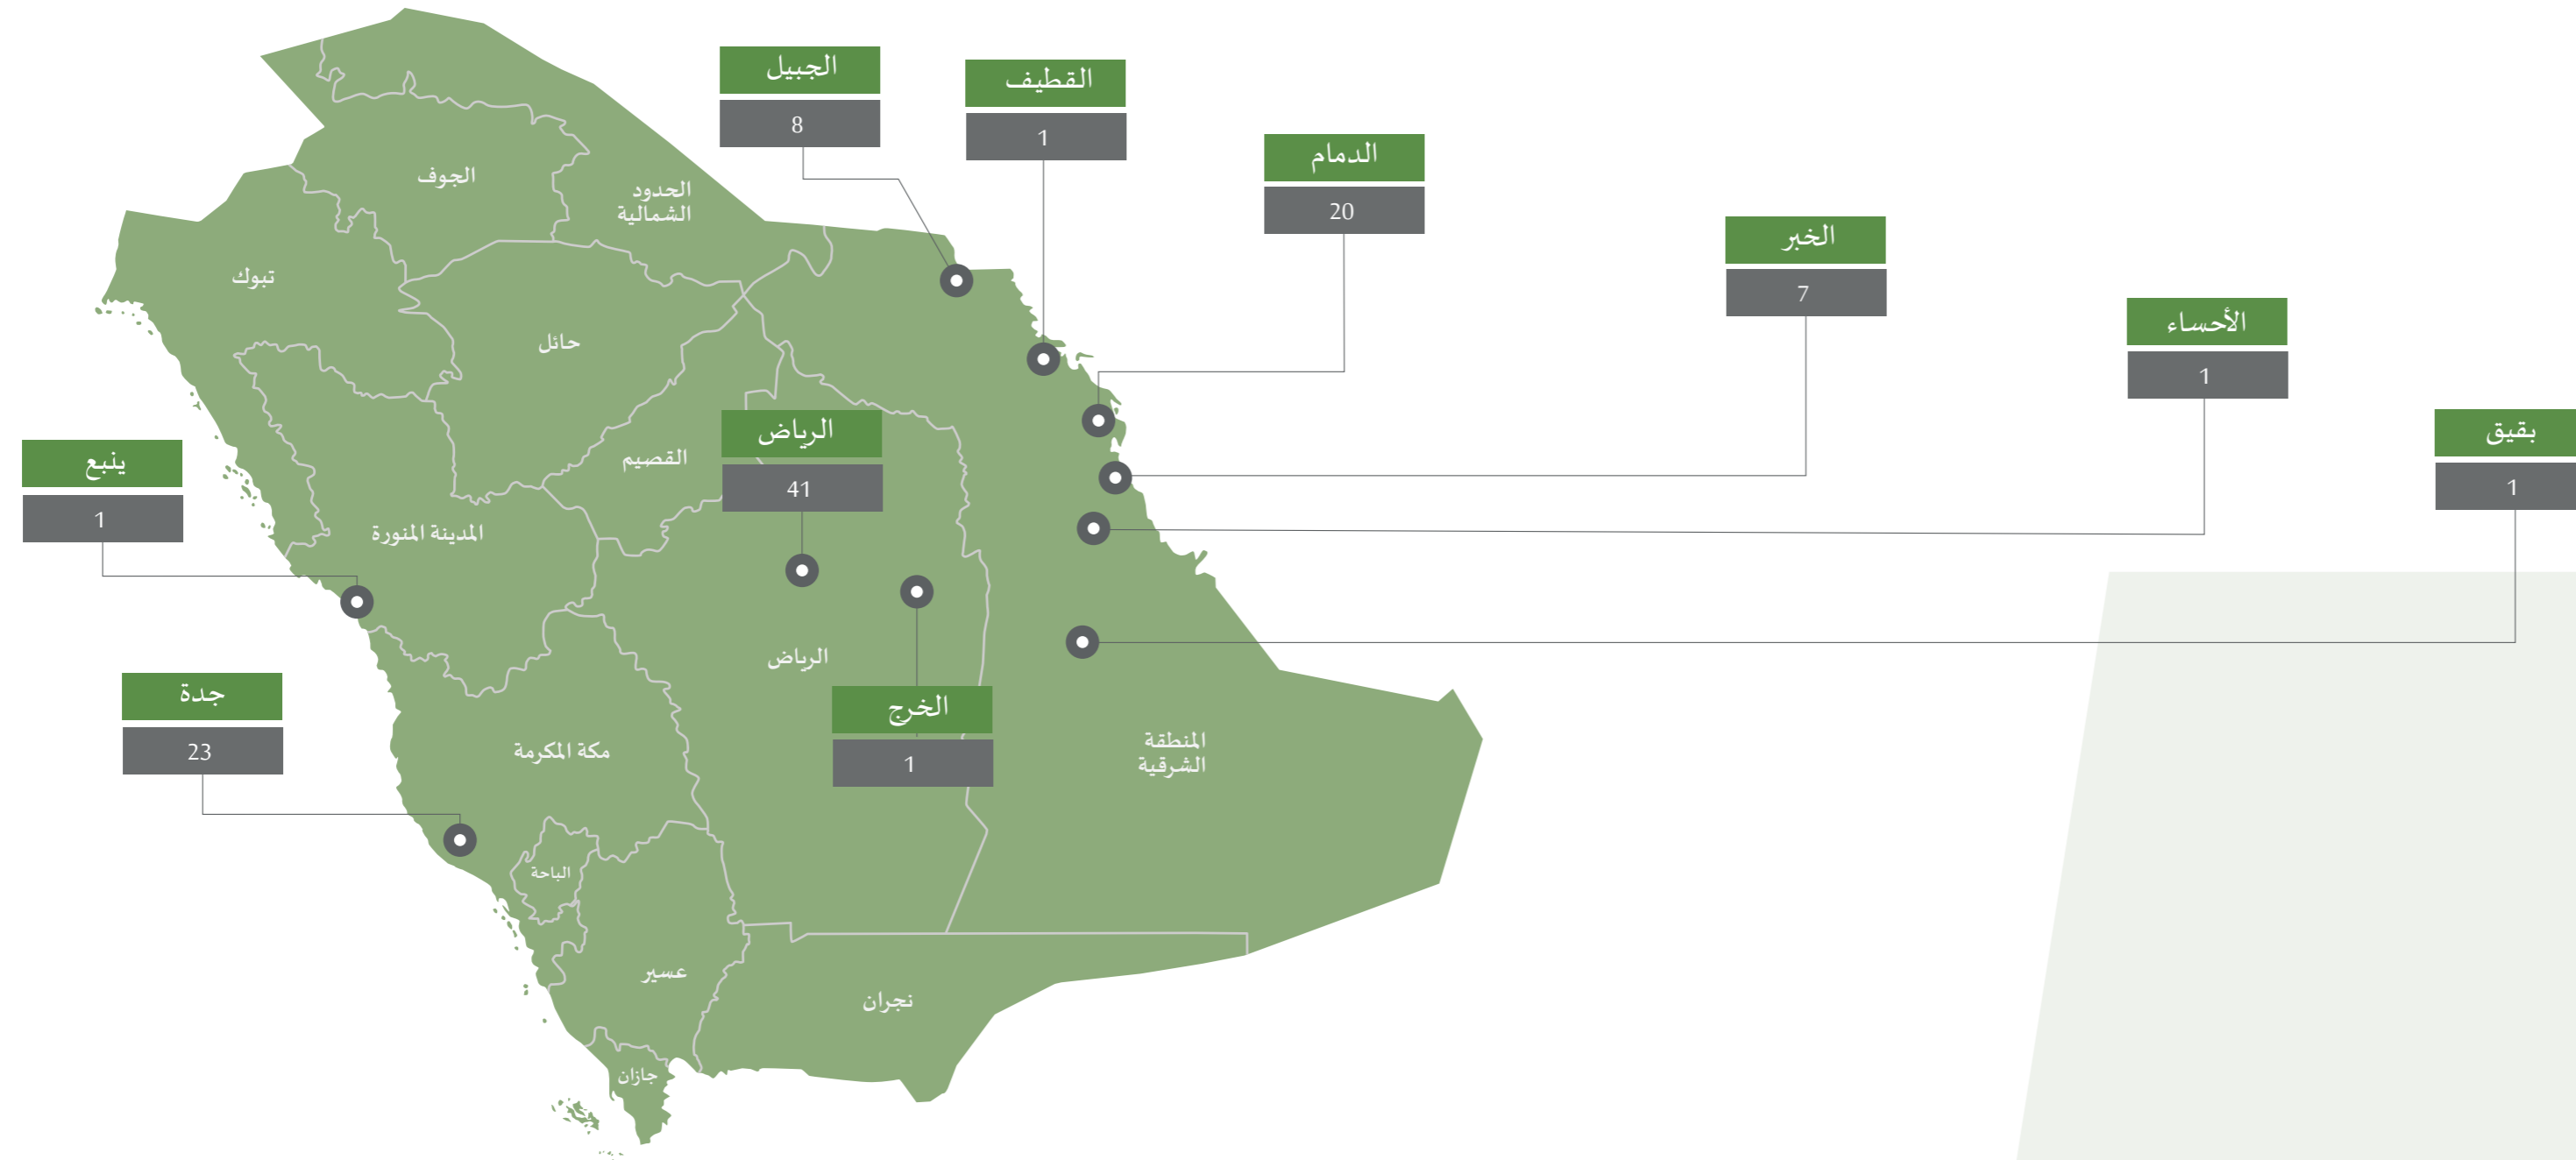 الجبيل
8
القطيف
1
الدمام
20
الخبر
7
الأحساء
1
بقيق
1
الرياض
41
ينبع
1
جدة
23
الخرج
1
الجوف
الحدود
الشمالية
تبوك
حائل
القصيم
المدينة المنورة
الرياض
مكة المكرمة
المنطقة
الشرقية
الباحة
عسير
نجران
جازان